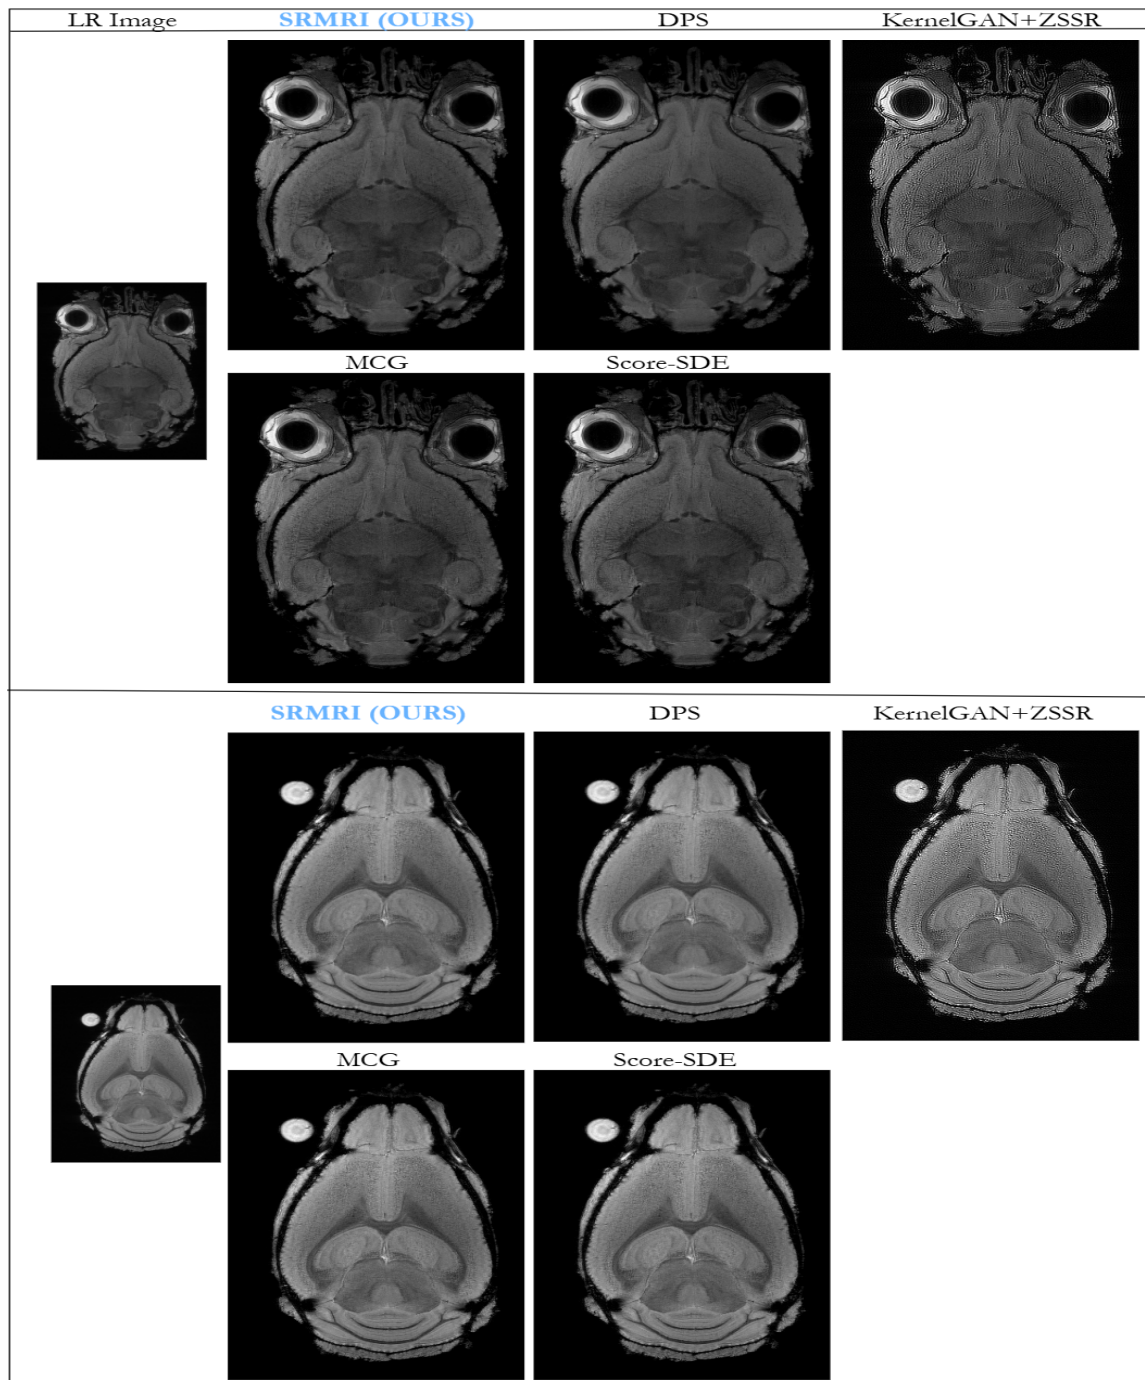 LR Image SRMRI (OURS) DPS KernelGAN+ZSSR
MCG Score-SDE
SRMRI (OURS) DPS KernelGAN+ZSSR
MCG Score-SDE